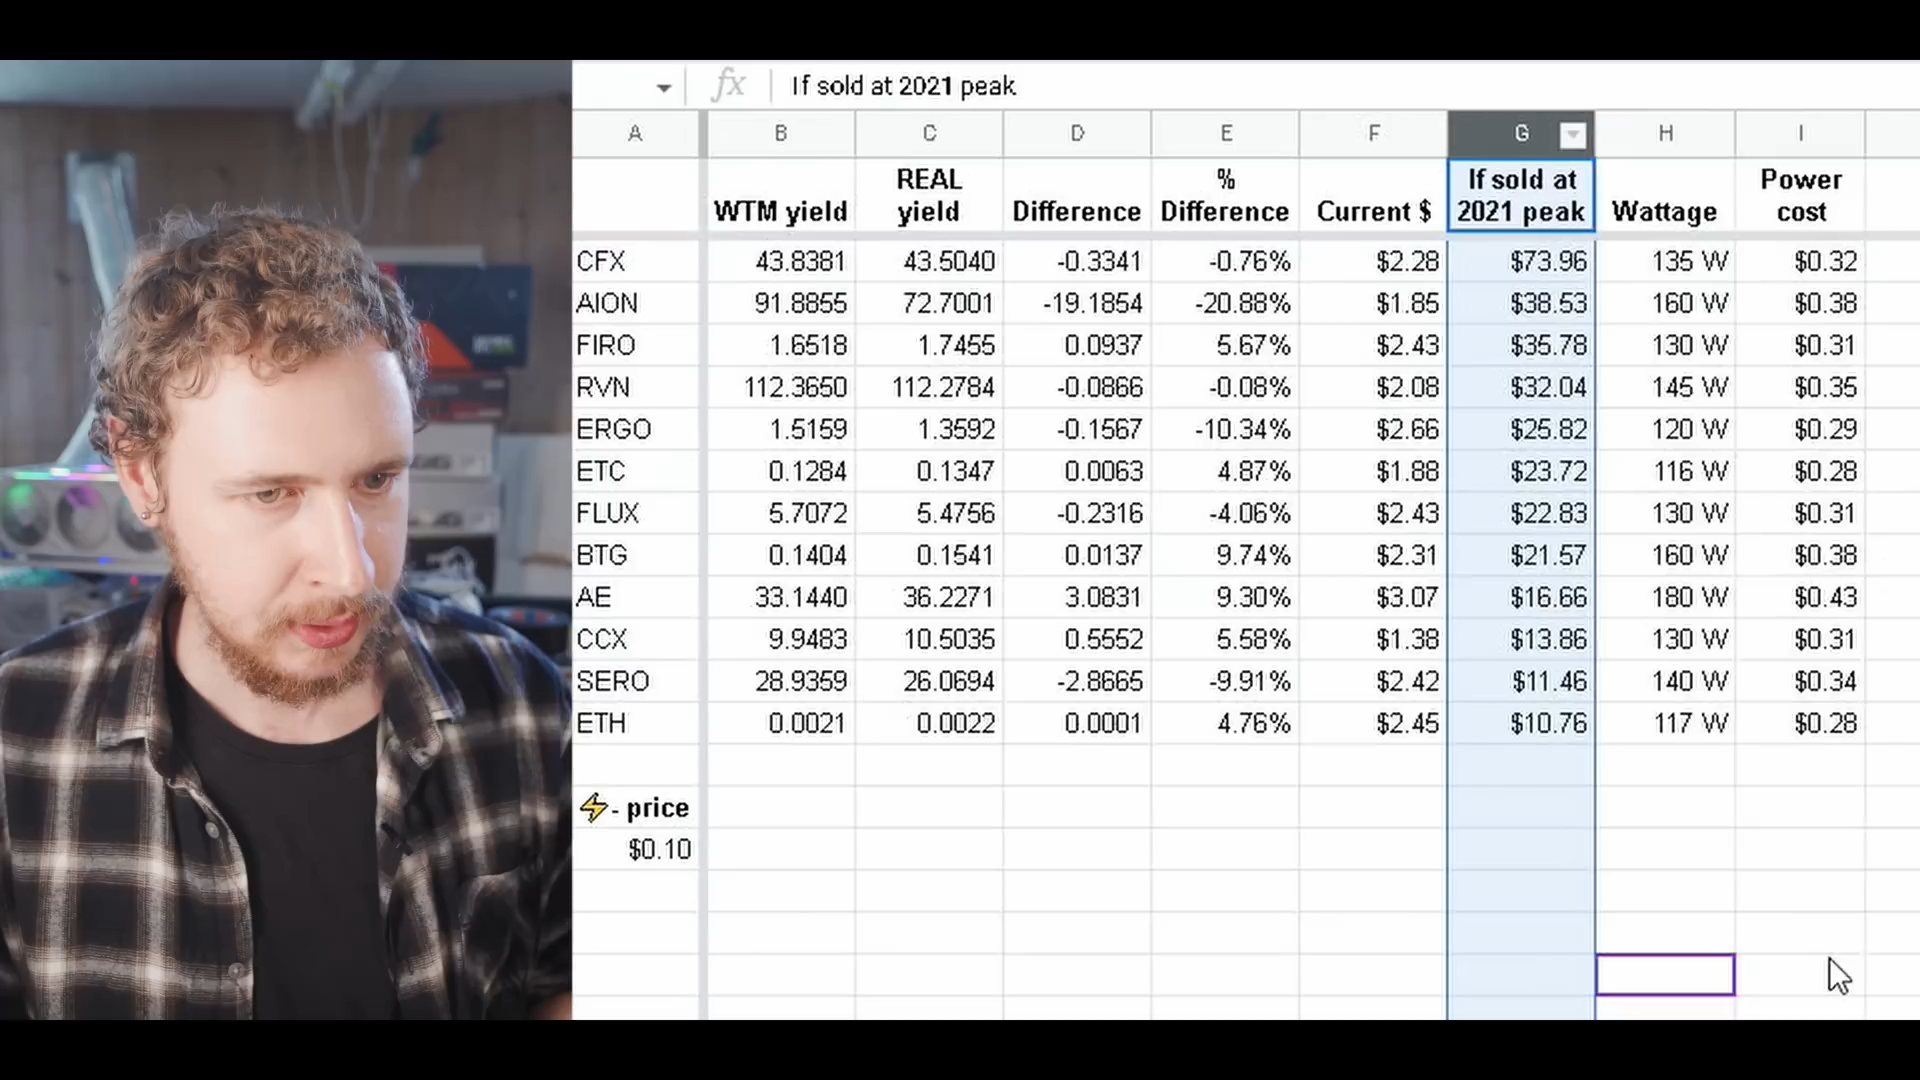 fx If sold at 2021 peak
A B C D E F G H I
WTM yield REAL yield Difference % Difference Current $ If sold at 2021 peak Wattage Power cost
CFX 43.8381 43.5040 -0.3341 -0.76% $2.28 $73.96 135 W $0.32
AION 91.8855 72.7001 -19.1854 -20.88% $1.85 $38.53 160 W $0.38
FIRO 1.6518 1.7455 0.0937 5.67% $2.43 $35.78 130 W $0.31
RVN 112.3650 112.2784 -0.0866 -0.08% $2.08 $32.04 145 W $0.35
ERGO 1.5159 1.3592 -0.1567 -10.34% $2.66 $25.82 120 W $0.29
ETC 0.1284 0.1347 0.0063 4.87% $1.88 $23.72 116 W $0.28
FLUX 5.7072 5.4756 -0.2316 -4.06% $2.43 $22.83 130 W $0.31
BTG 0.1404 0.1541 0.0137 9.74% $2.31 $21.57 160 W $0.38
AE 33.1440 36.2271 3.0831 9.30% $3.07 $16.66 180 W $0.43
CCX 9.9483 10.5035 0.5552 5.58% $1.38 $13.86 130 W $0.31
SERO 28.9359 26.0694 -2.8665 -9.91% $2.42 $11.46 140 W $0.34
ETH 0.0021 0.0022 0.0001 4.76% $2.45 $10.76 117 W $0.28
⚡- price
$0.10